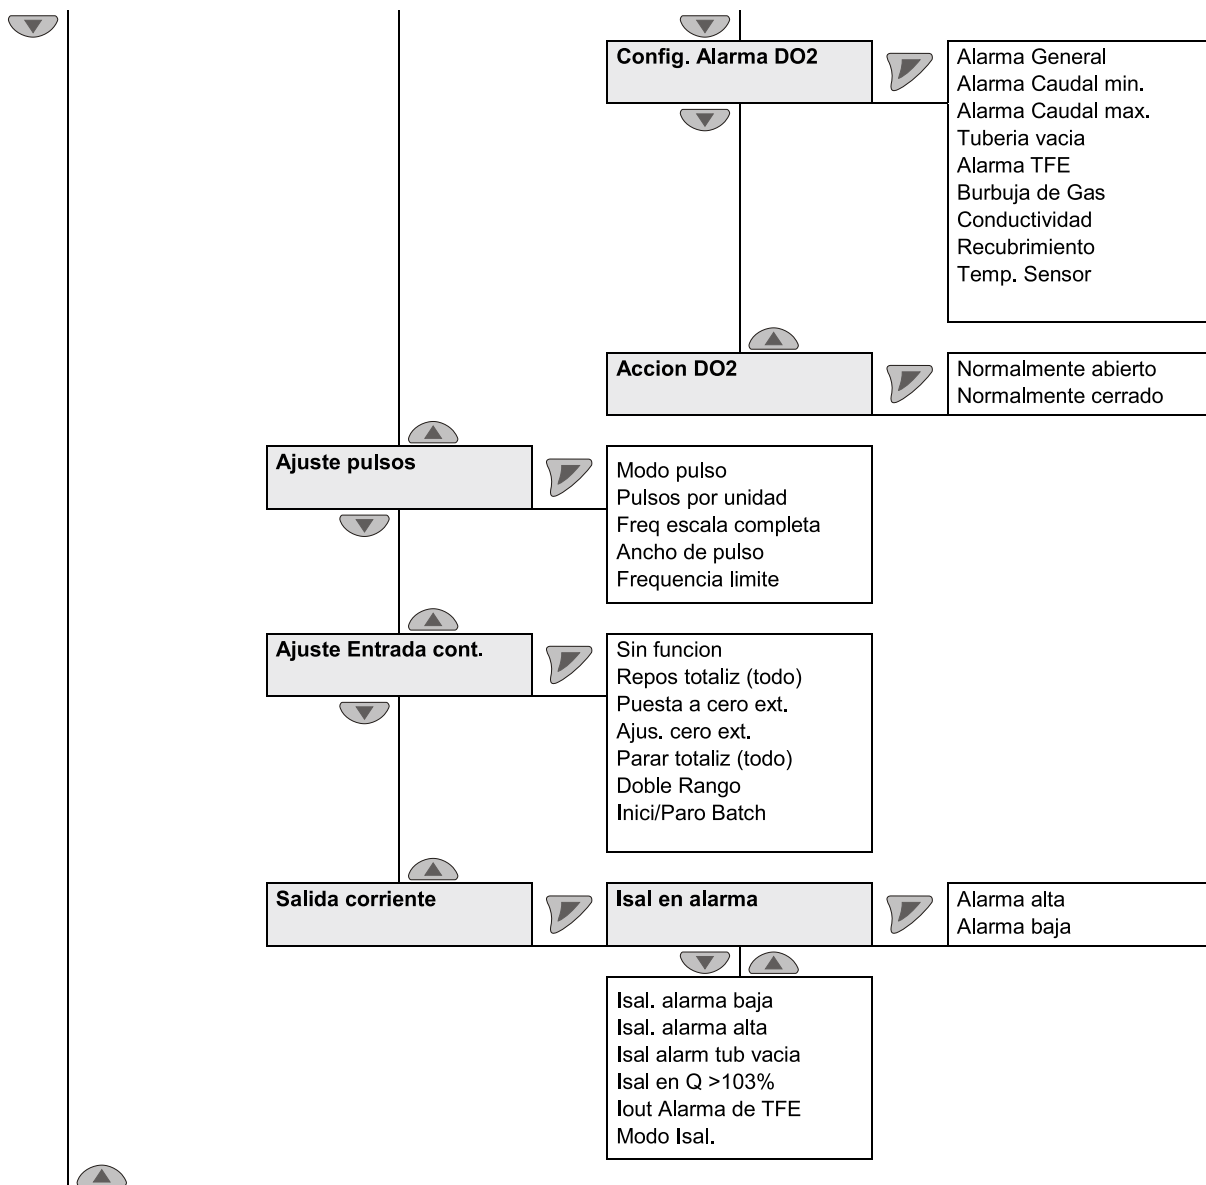 Config. Alarma DO2
Alarma General
Alarma Caudal min.
Alarma Caudal max.
Tuberia vacia
Alarma TFE
Burbuja de Gas
Conductividad
Recubrimiento
Temp. Sensor
Accion DO2
Normalmente abierto
Normalmente cerrado
Ajuste pulsos
Modo pulso
Pulsos por unidad
Freq escala completa
Ancho de pulso
Frequencia limite
Ajuste Entrada cont.
Sin funcion
Repos totaliz (todo)
Puesta a cero ext.
Ajus. cero ext.
Parar totaliz (todo)
Doble Rango
Inici/Paro Batch
Salida corriente
Isal en alarma
Alarma alta
Alarma baja
Isal. alarma baja
Isal. alarma alta
Isal alarm tub vacia
Isal en Q >103%
Iout Alarma de TFE
Modo Isal.